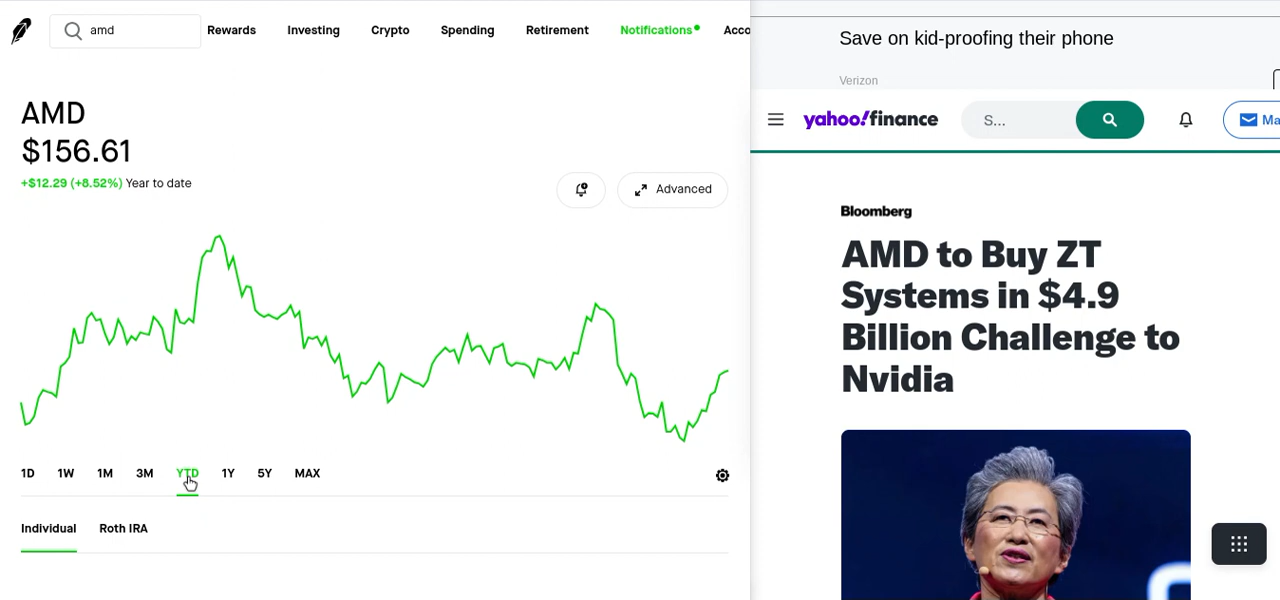 amd
Rewards
Investing
Crypto
Spending
Retirement
Notifications
Acco
AMD
$156.61
+$12.29 (+8.52%) Year to date
Advanced
1D
1W
1M
3M
YTD
1Y
5Y
MAX
Individual
Roth IRA
Save on kid-proofing their phone
Verizon
yahoo!finance
S...
Ma
Bloomberg
AMD to Buy ZT
Systems in $4.9
Billion Challenge to
Nvidia